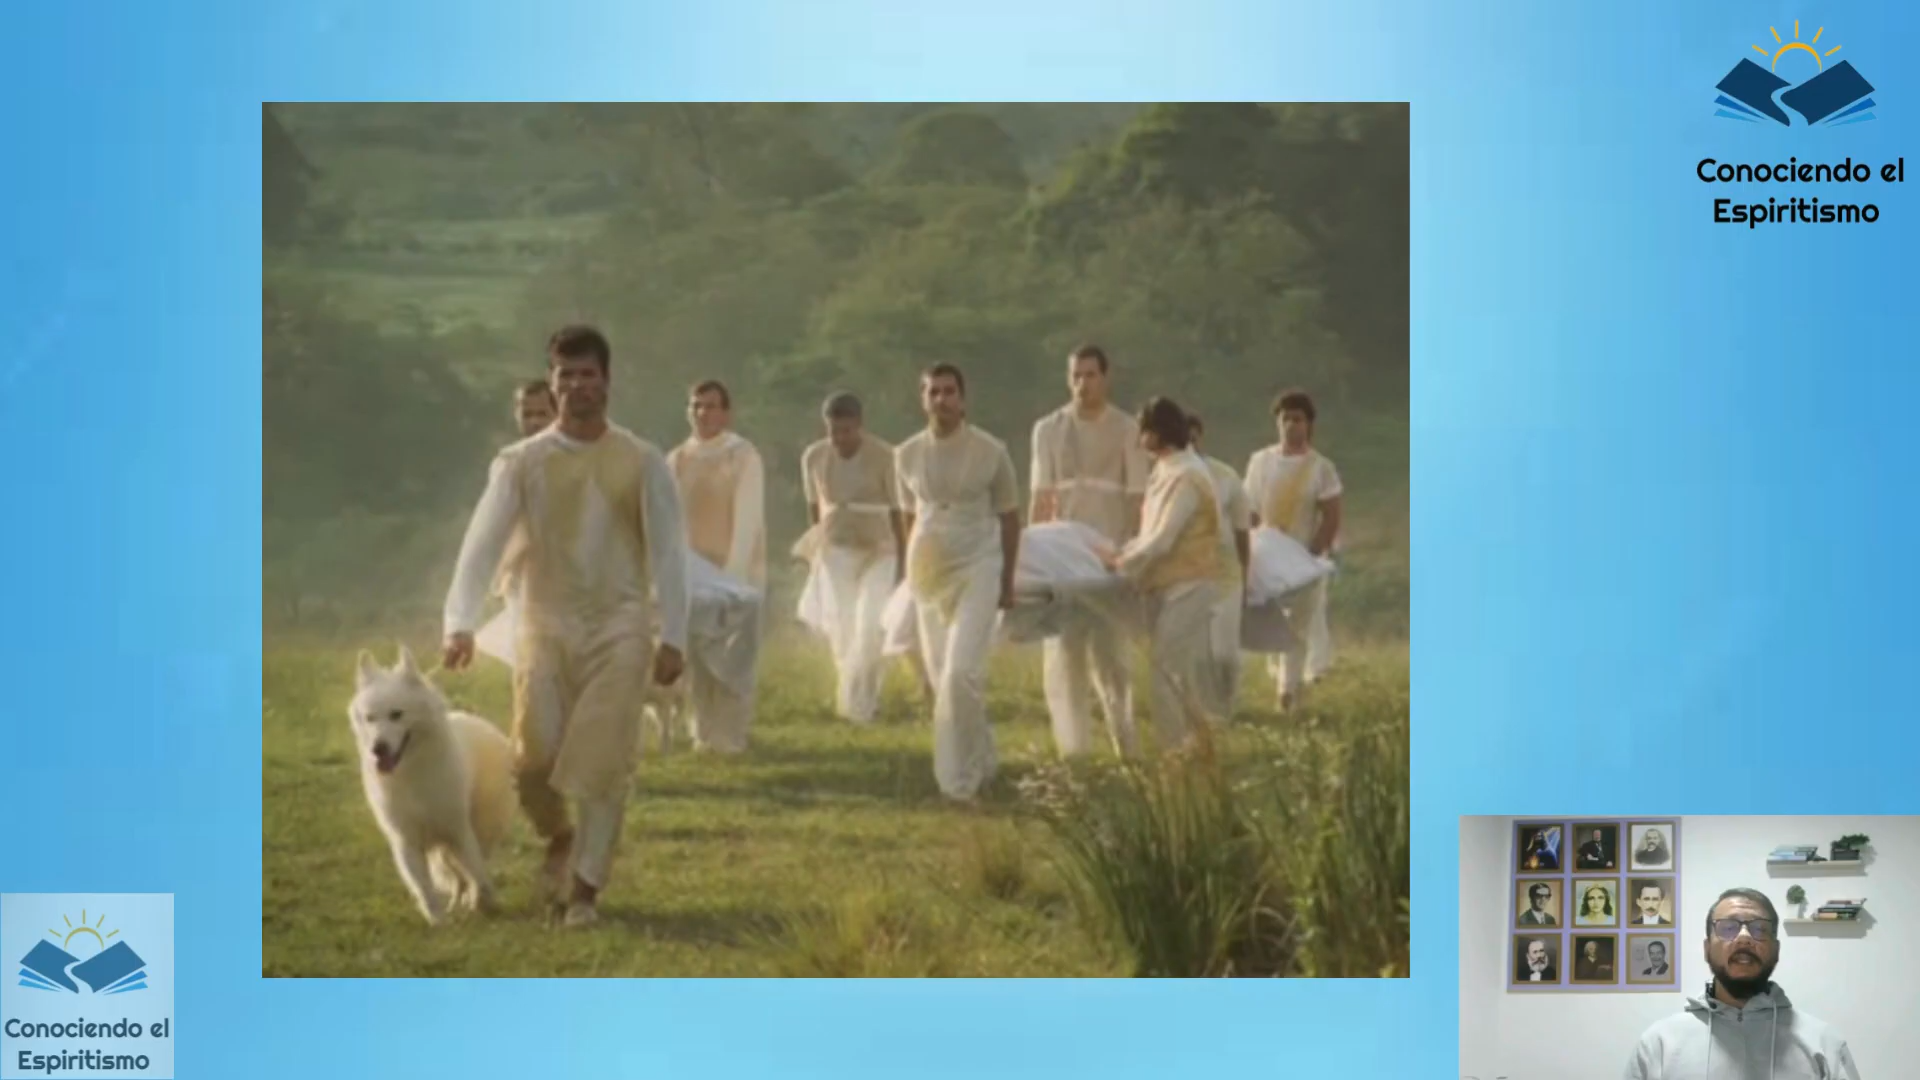 Conociendo el
Espiritismo
Conociendo el
Espiritismo